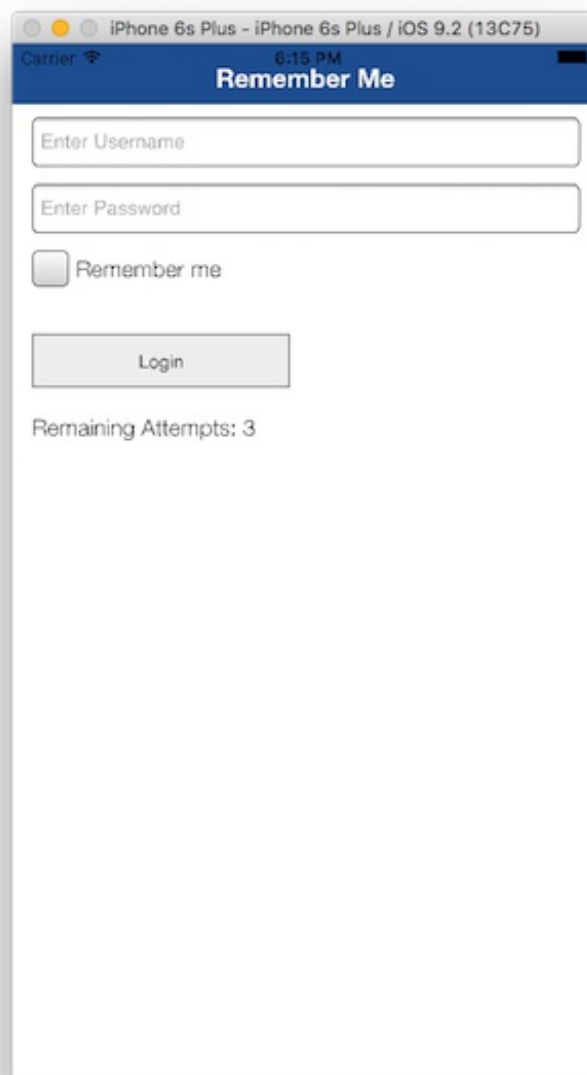 iPhone 6s Plus - iPhone 6s Plus / iOS 9.2 (13C75)
Carrier 6:15 PM
Remember Me
Enter Username
Enter Password
Remember me
Login
Remaining Attempts: 3